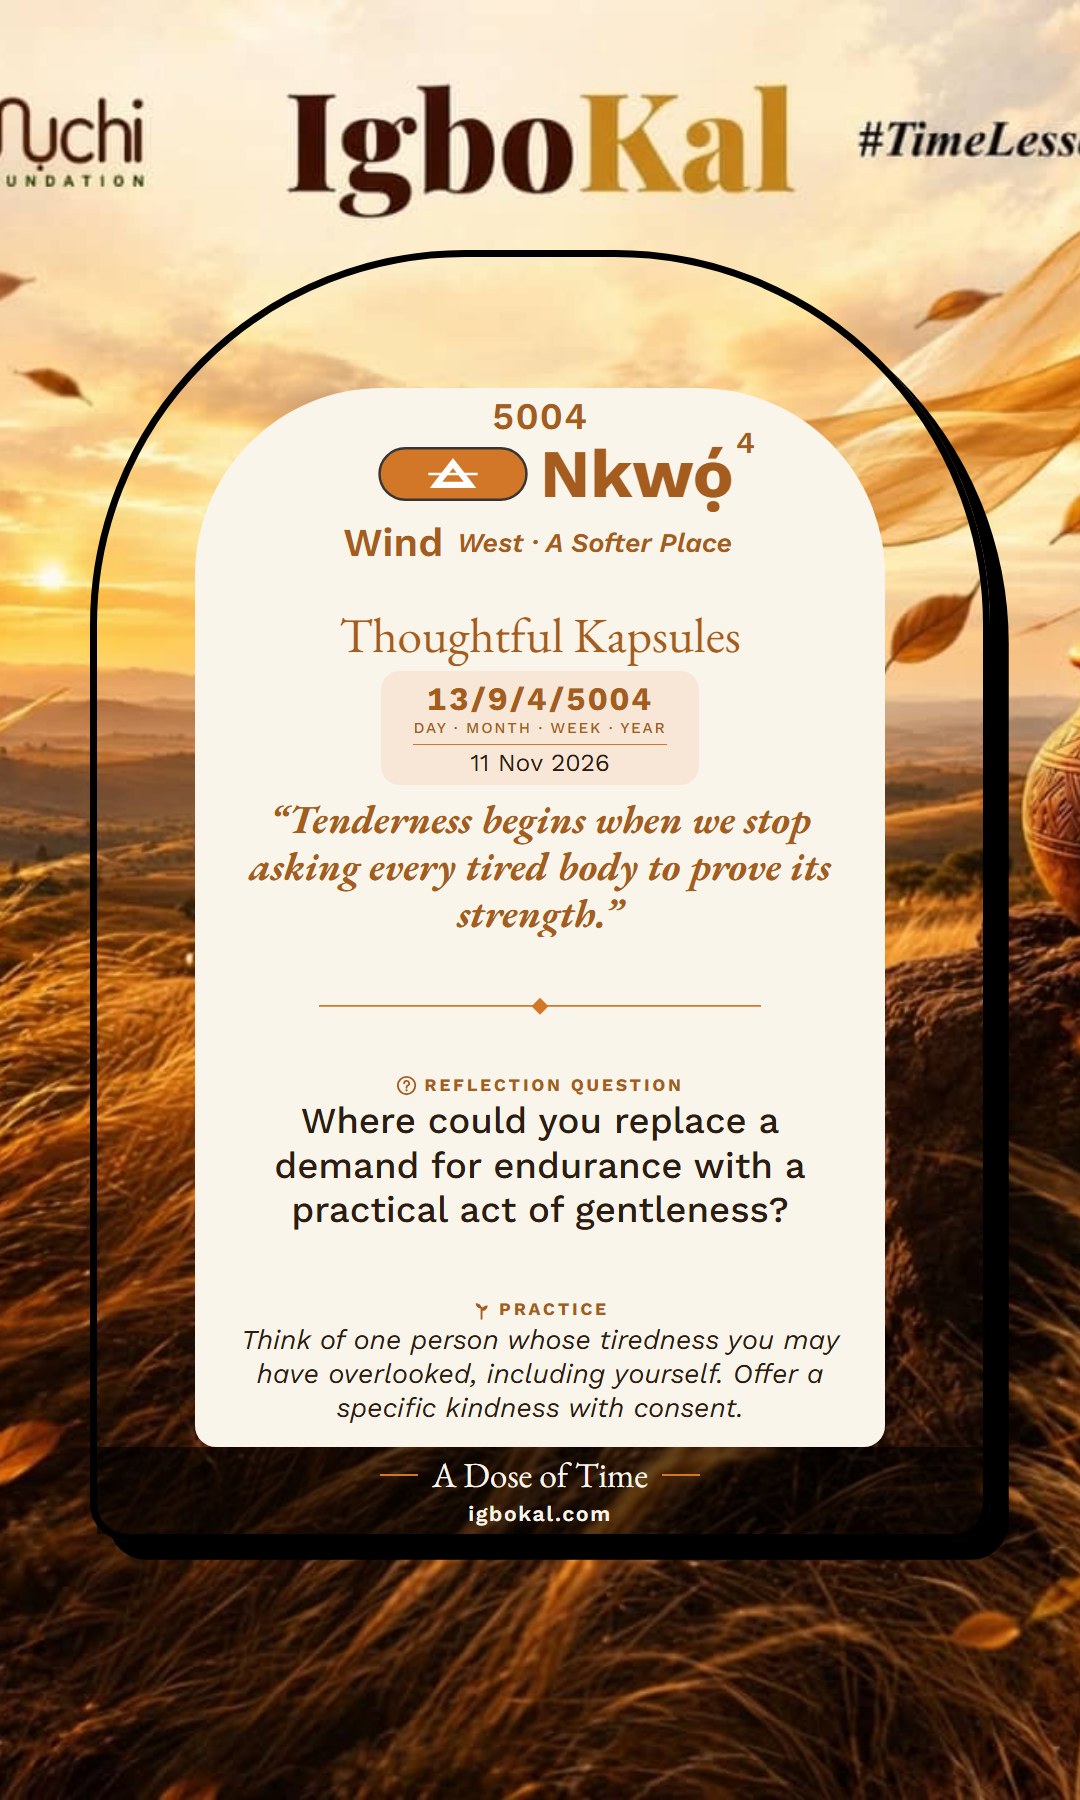 IgboKal
UNDATION
5004
Nkwọ́ 4
Wind West · A Softer Place
Thoughtful Kapsules
13/9/4/5004
DAY · MONTH · WEEK · YEAR
11 Nov 2026
“Tenderness begins when we stop
asking every tired body to prove its
strength.”
REFLECTION QUESTION
Where could you replace a
demand for endurance with a
practical act of gentleness?
PRACTICE
Think of one person whose tiredness you may
have overlooked, including yourself. Offer a
specific kindness with consent.
A Dose of Time
igbokal.com